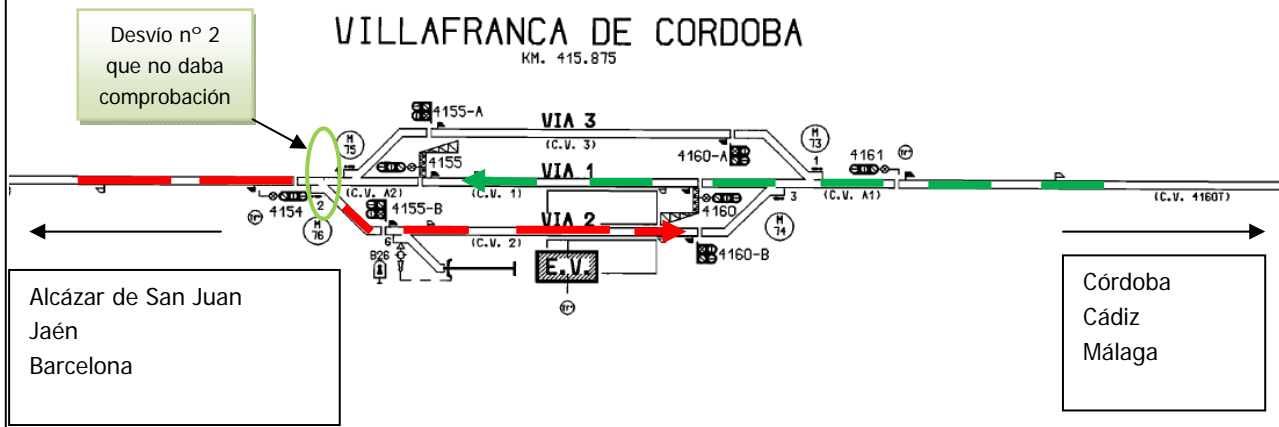 Desvío nº 2
que no daba
comprobación
VILLAFRANCA DE CORDOBA
KM. 415.875
4155-A
VIA 3
(C.V. 3)
M
75
M
73
4155
4160-A
1
4161
VIA 1
(C.V. A2)
(C.V. 1)
(C.V. A1)
(C.V. 4160T)
4154
2
4155-B
4160
3
M
76
VIA 2
M
74
6
(C.V. 2)
4160-B
B26
E.V.
Alcázar de San Juan
Jaén
Barcelona
Córdoba
Cádiz
Málaga